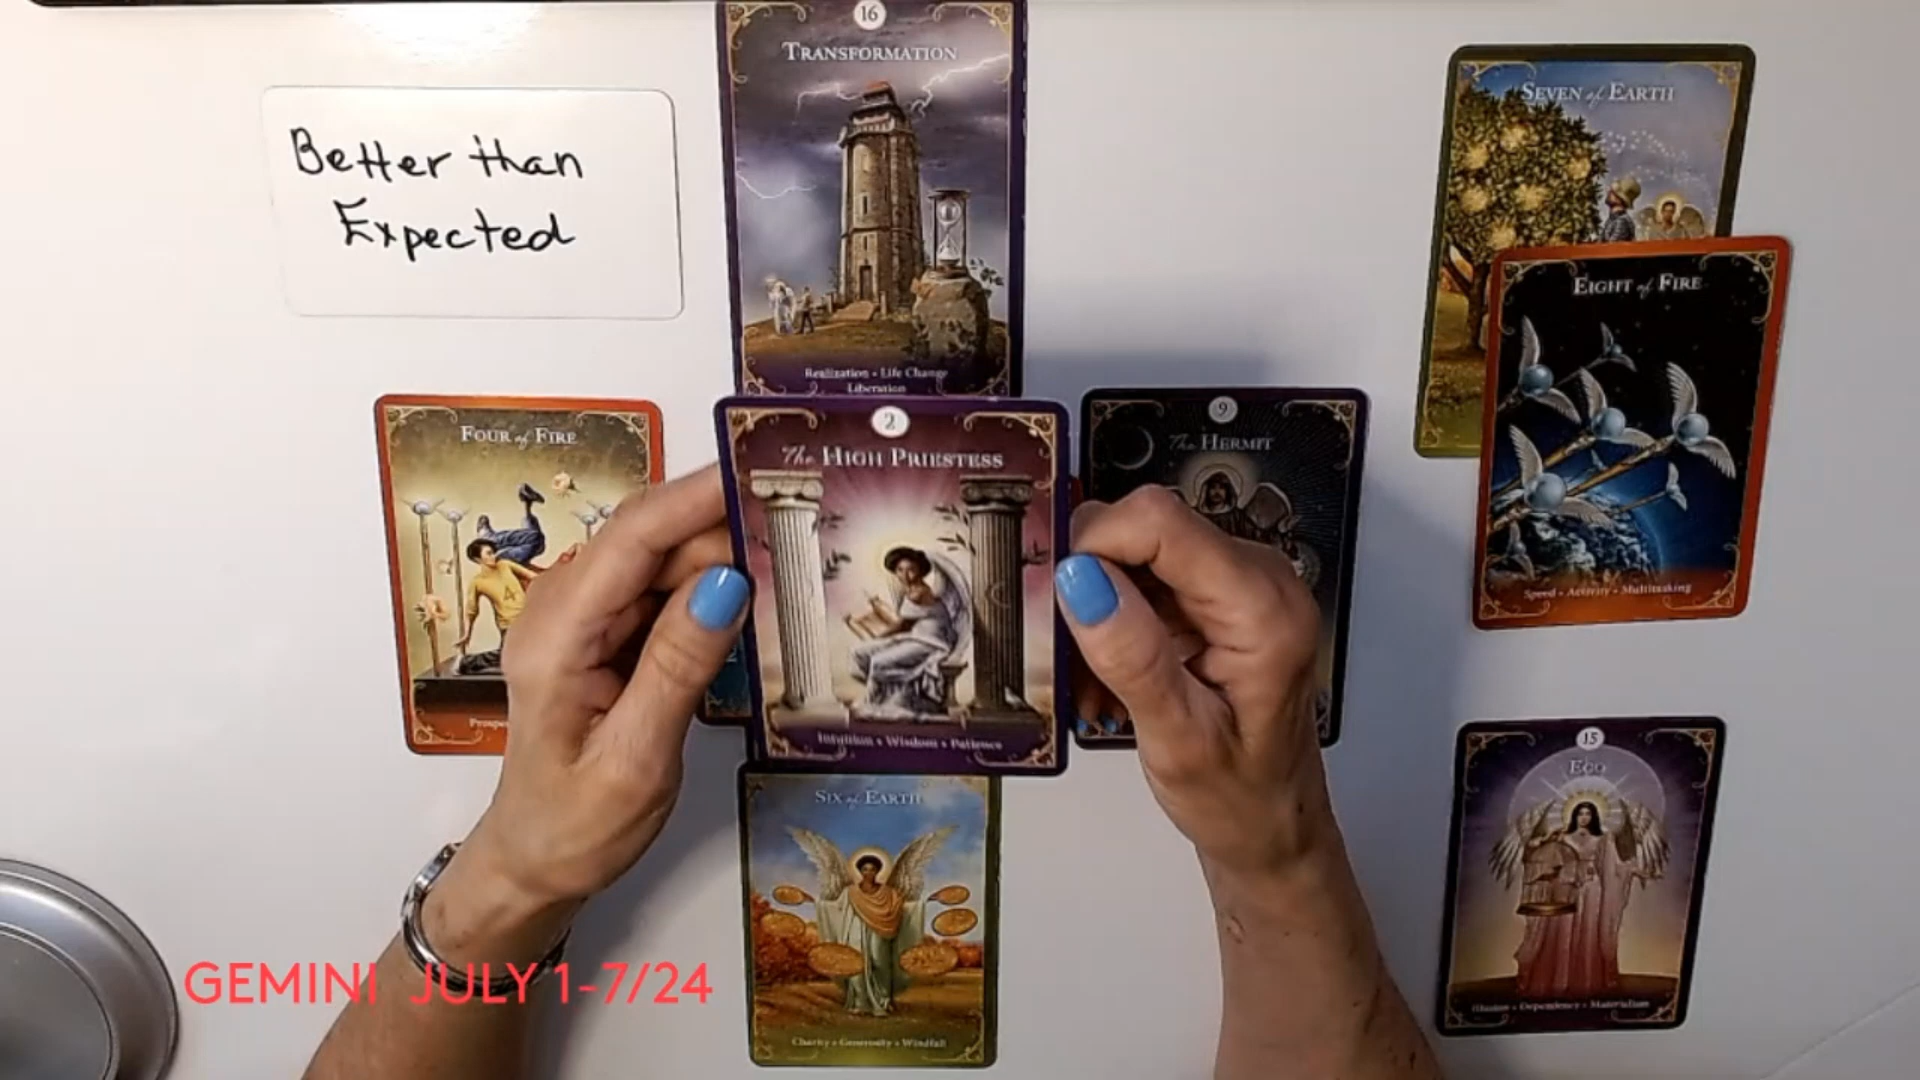 Better than
Expected
16
TRANSFORMATION
Realization • Life Change
Liberation
SEVEN of EARTH
EIGHT of FIRE
Speed • Activity • Multitasking
FOUR of FIRE
2
The HIGH PRIESTESS
Intuition • Wisdom • Patience
9
The HERMIT
SIX of EARTH
Charity • Generosity • Windfall
15
EGO
Illusion • Dependency • Materialism
GEMINI JULY 1-7/24